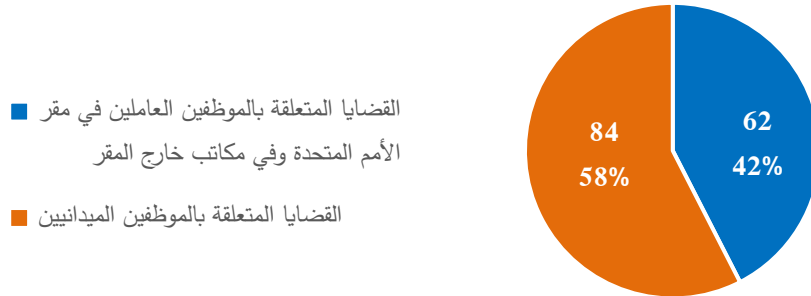 القضايا المتعلقة بالموظفين العاملين في مقر
الأمم المتحدة وفي مكاتب خارج المقر
القضايا المتعلقة بالموظفين الميدانيين
62
42%
84
58%